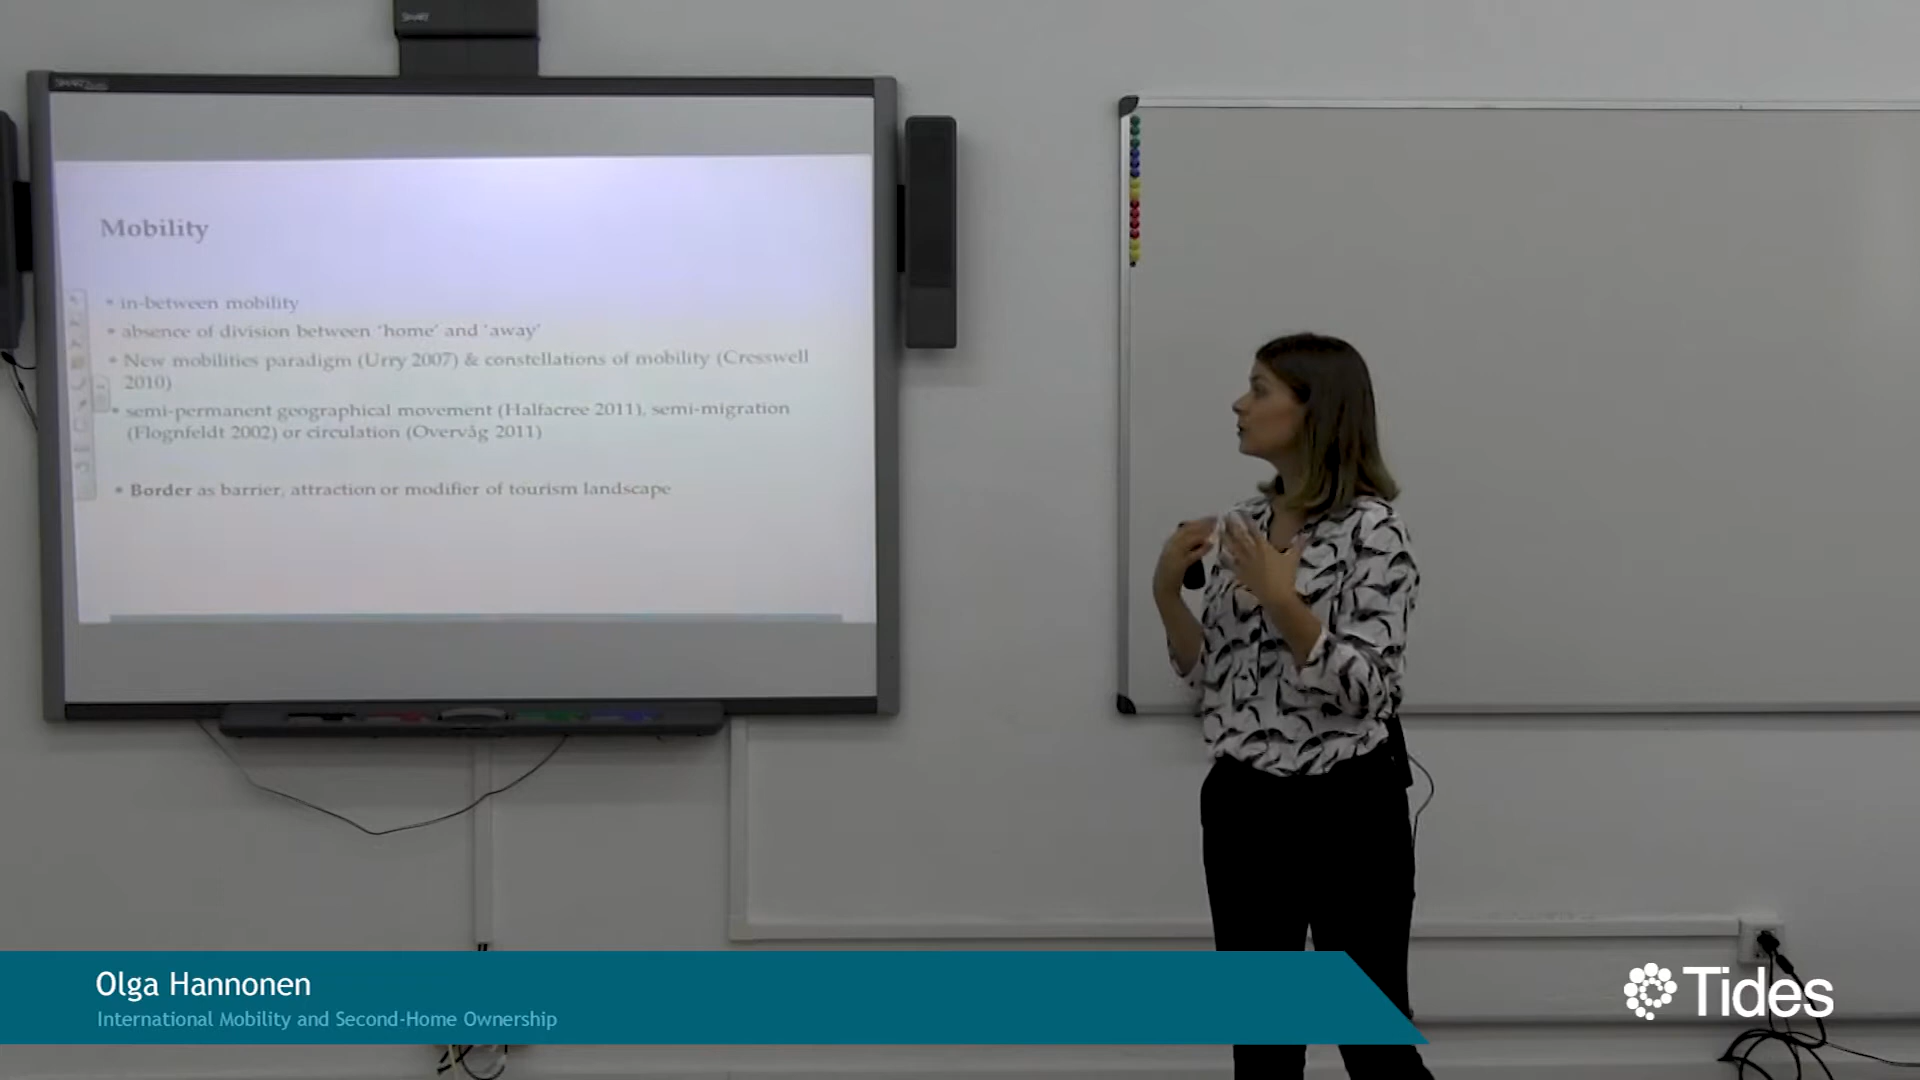 SMART
SMART
Mobility
• in-between mobility
• absence of division between ‘home’ and ‘away’
• New mobilities paradigm (Urry 2007) & constellations of mobility (Cresswell
2010)
• semi-permanent geographical movement (Halfacree 2011), semi-migration
(Flognfeldt 2002) or circulation (Overvåg 2011)
• Border as barrier, attraction or modifier of tourism landscape
Olga Hannonen
International Mobility and Second-Home Ownership
Tides